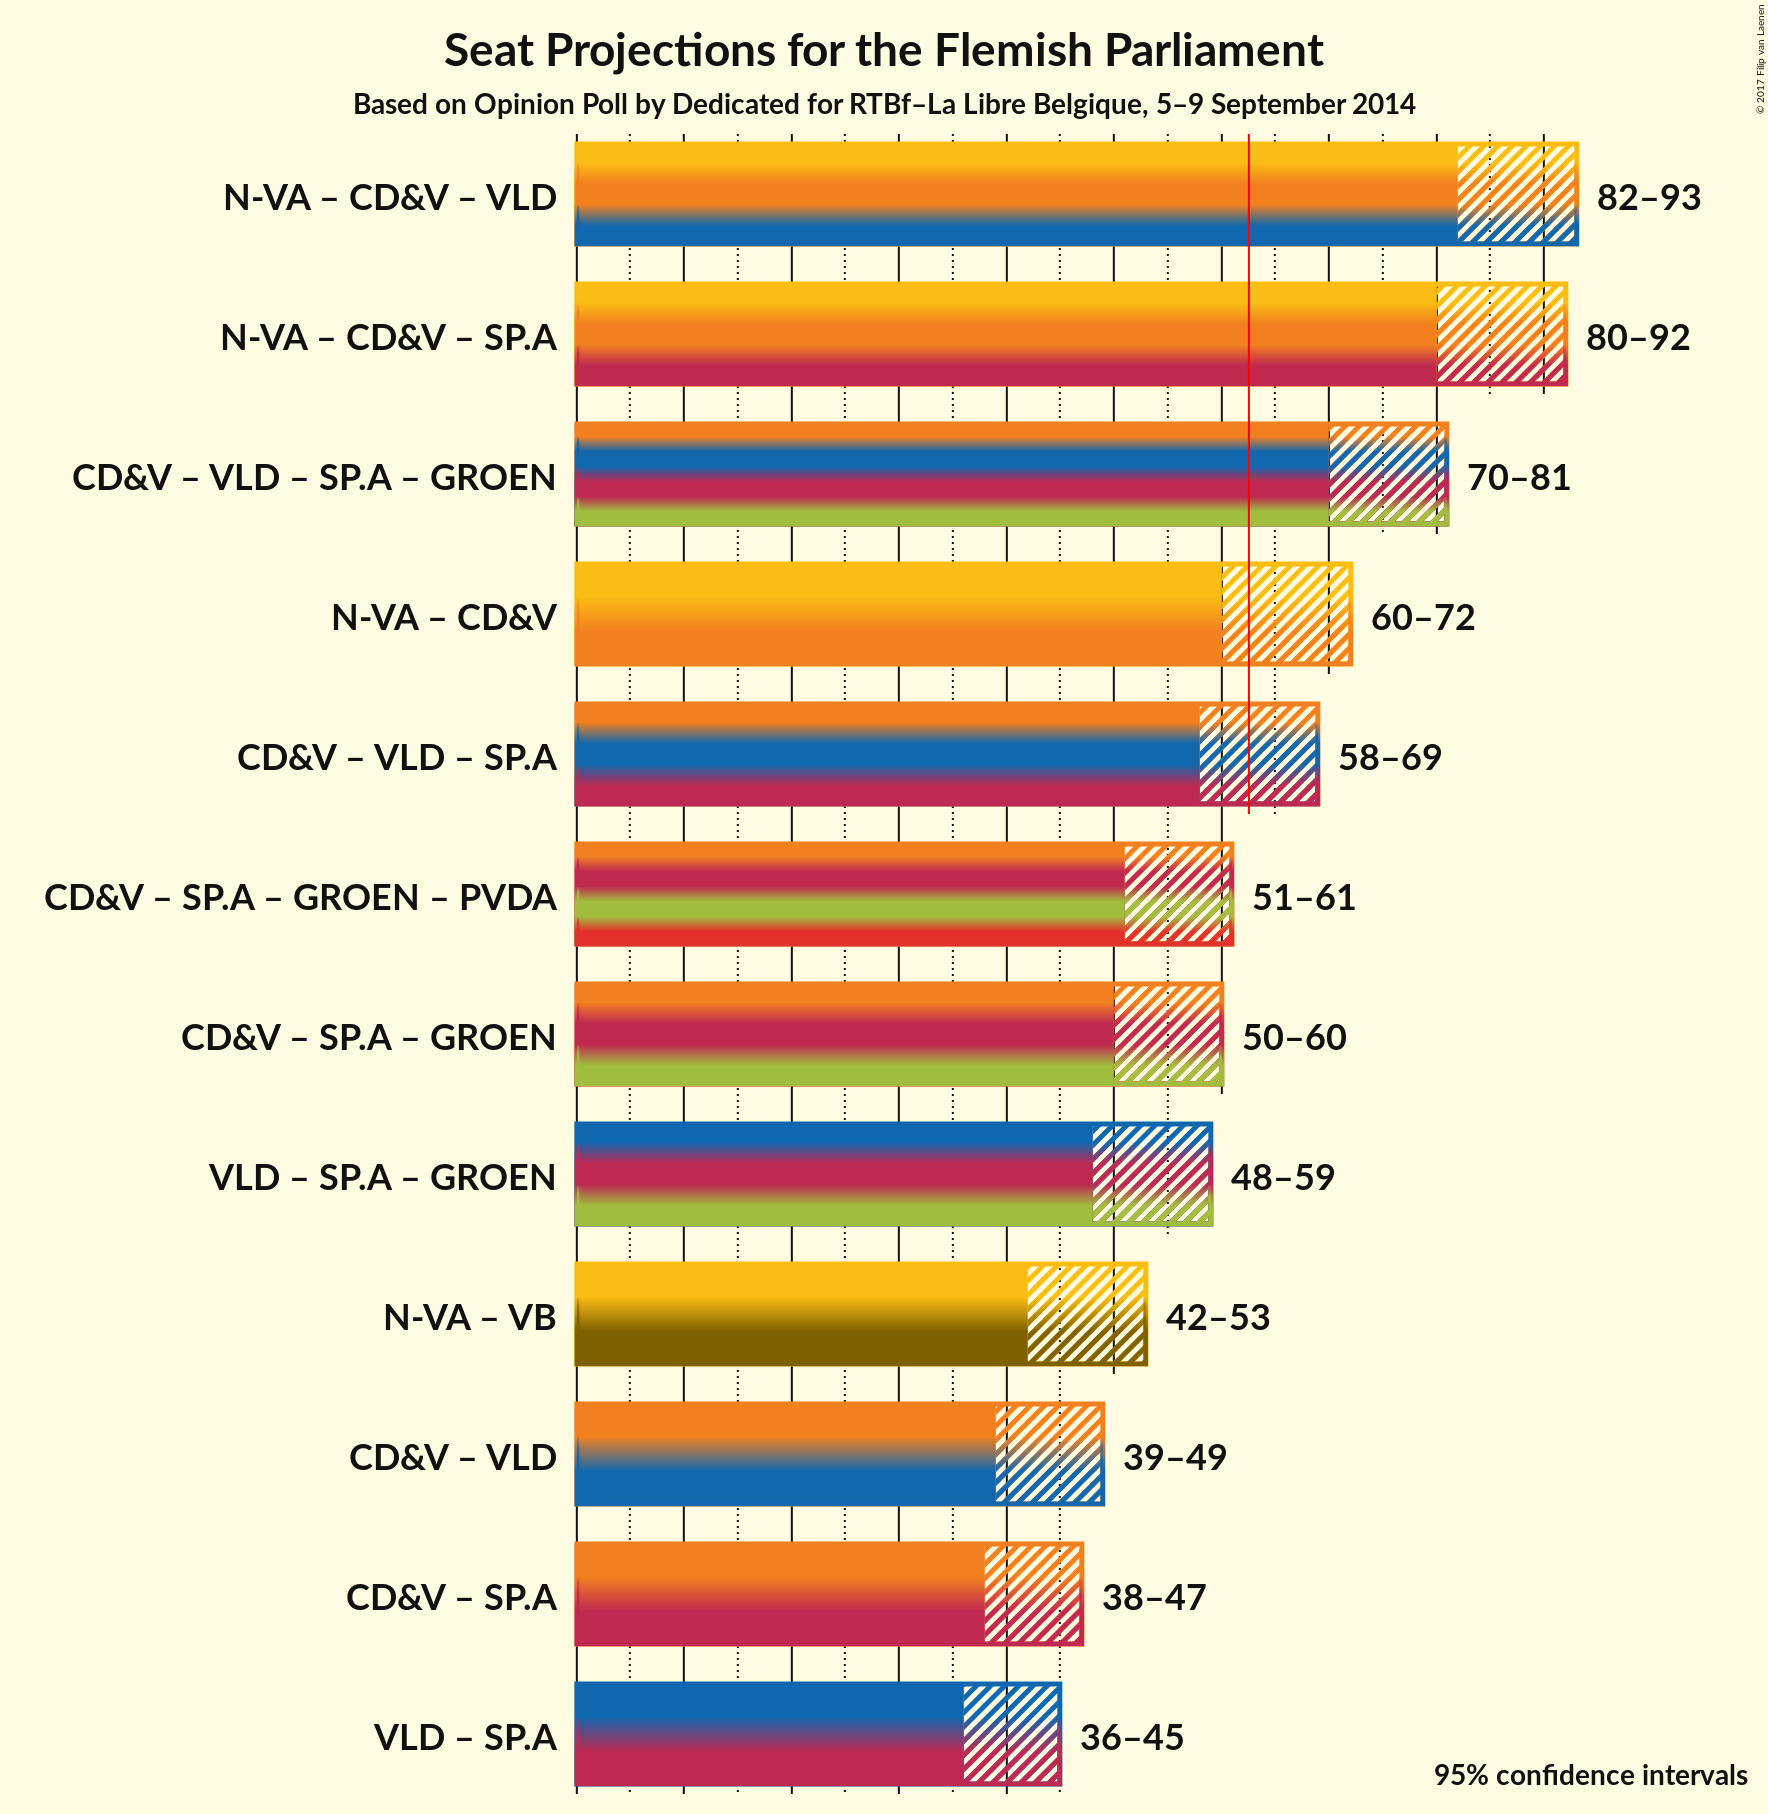 Seat Projections for the Flemish Parliament
Based on Opinion Poll by Dedicated for RTBf–La Libre Belgique, 5–9 September 2014
© 2017 Filip van Laenen
N-VA – CD&V – VLD 82–93
N-VA – CD&V – SP.A 80–92
CD&V – VLD – SP.A – GROEN 70–81
N-VA – CD&V 60–72
CD&V – VLD – SP.A 58–69
CD&V – SP.A – GROEN – PVDA 51–61
CD&V – SP.A – GROEN 50–60
VLD – SP.A – GROEN 48–59
N-VA – VB 42–53
CD&V – VLD 39–49
CD&V – SP.A 38–47
VLD – SP.A 36–45
95% confidence intervals